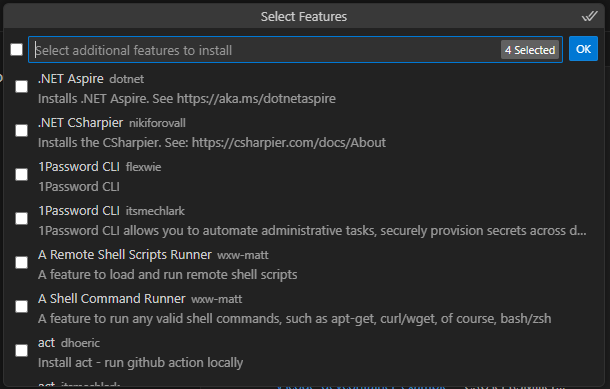 Select Features
Select additional features to install 4 Selected OK
.NET Aspire dotnet
Installs .NET Aspire. See https://aka.ms/dotnetaspire
.NET CSharpier nikiforovall
Installs the CSharpier. See: https://csharpier.com/docs/About
1Password CLI flexwie
1Password CLI
1Password CLI itsmechlark
1Password CLI allows you to automate administrative tasks, securely provision secrets across d...
A Remote Shell Scripts Runner wxw-matt
A feature to load and run remote shell scripts
A Shell Command Runner wxw-matt
A feature to run any valid shell commands, such as apt-get, curl/wget, of course, bash/zsh
act dhoeric
Install act - run github action locally
act itsmechlark